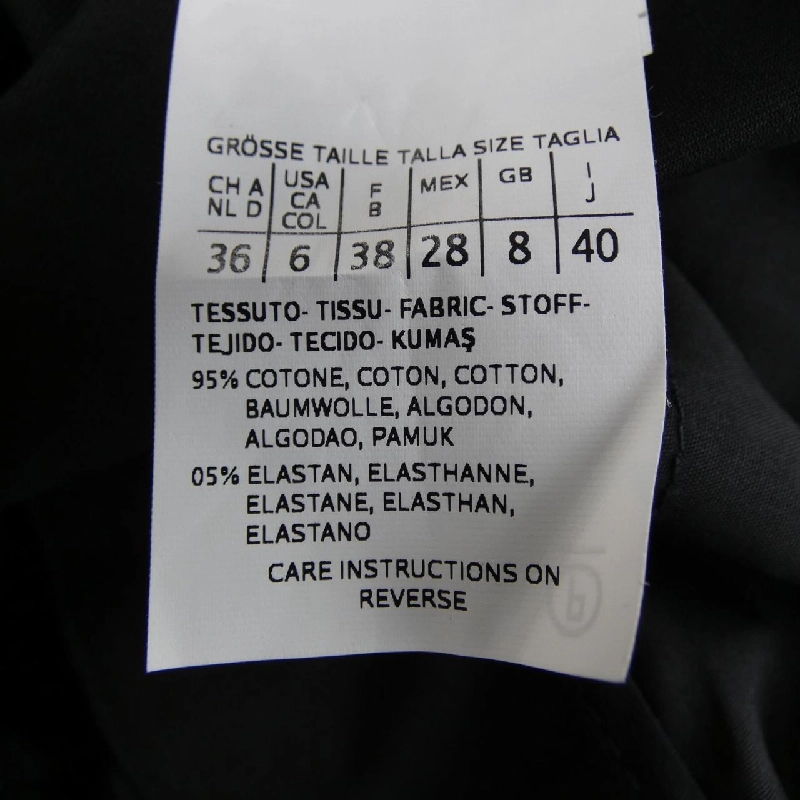 GRÖSSE TAILLE TALLA SIZE TAGLIA
CH A NL D | USA CA COL | F B | MEX | GB | I J
36 | 6 | 38 | 28 | 8 | 40
TESSUTO- TISSU- FABRIC- STOFF-
TEJIDO- TECIDO- KUMAŞ
95% COTONE, COTON, COTTON,
BAUMWOLLE, ALGODON,
ALGODAO, PAMUK
05% ELASTAN, ELASTHANNE,
ELASTANE, ELASTHAN,
ELASTANO
CARE INSTRUCTIONS ON
REVERSE